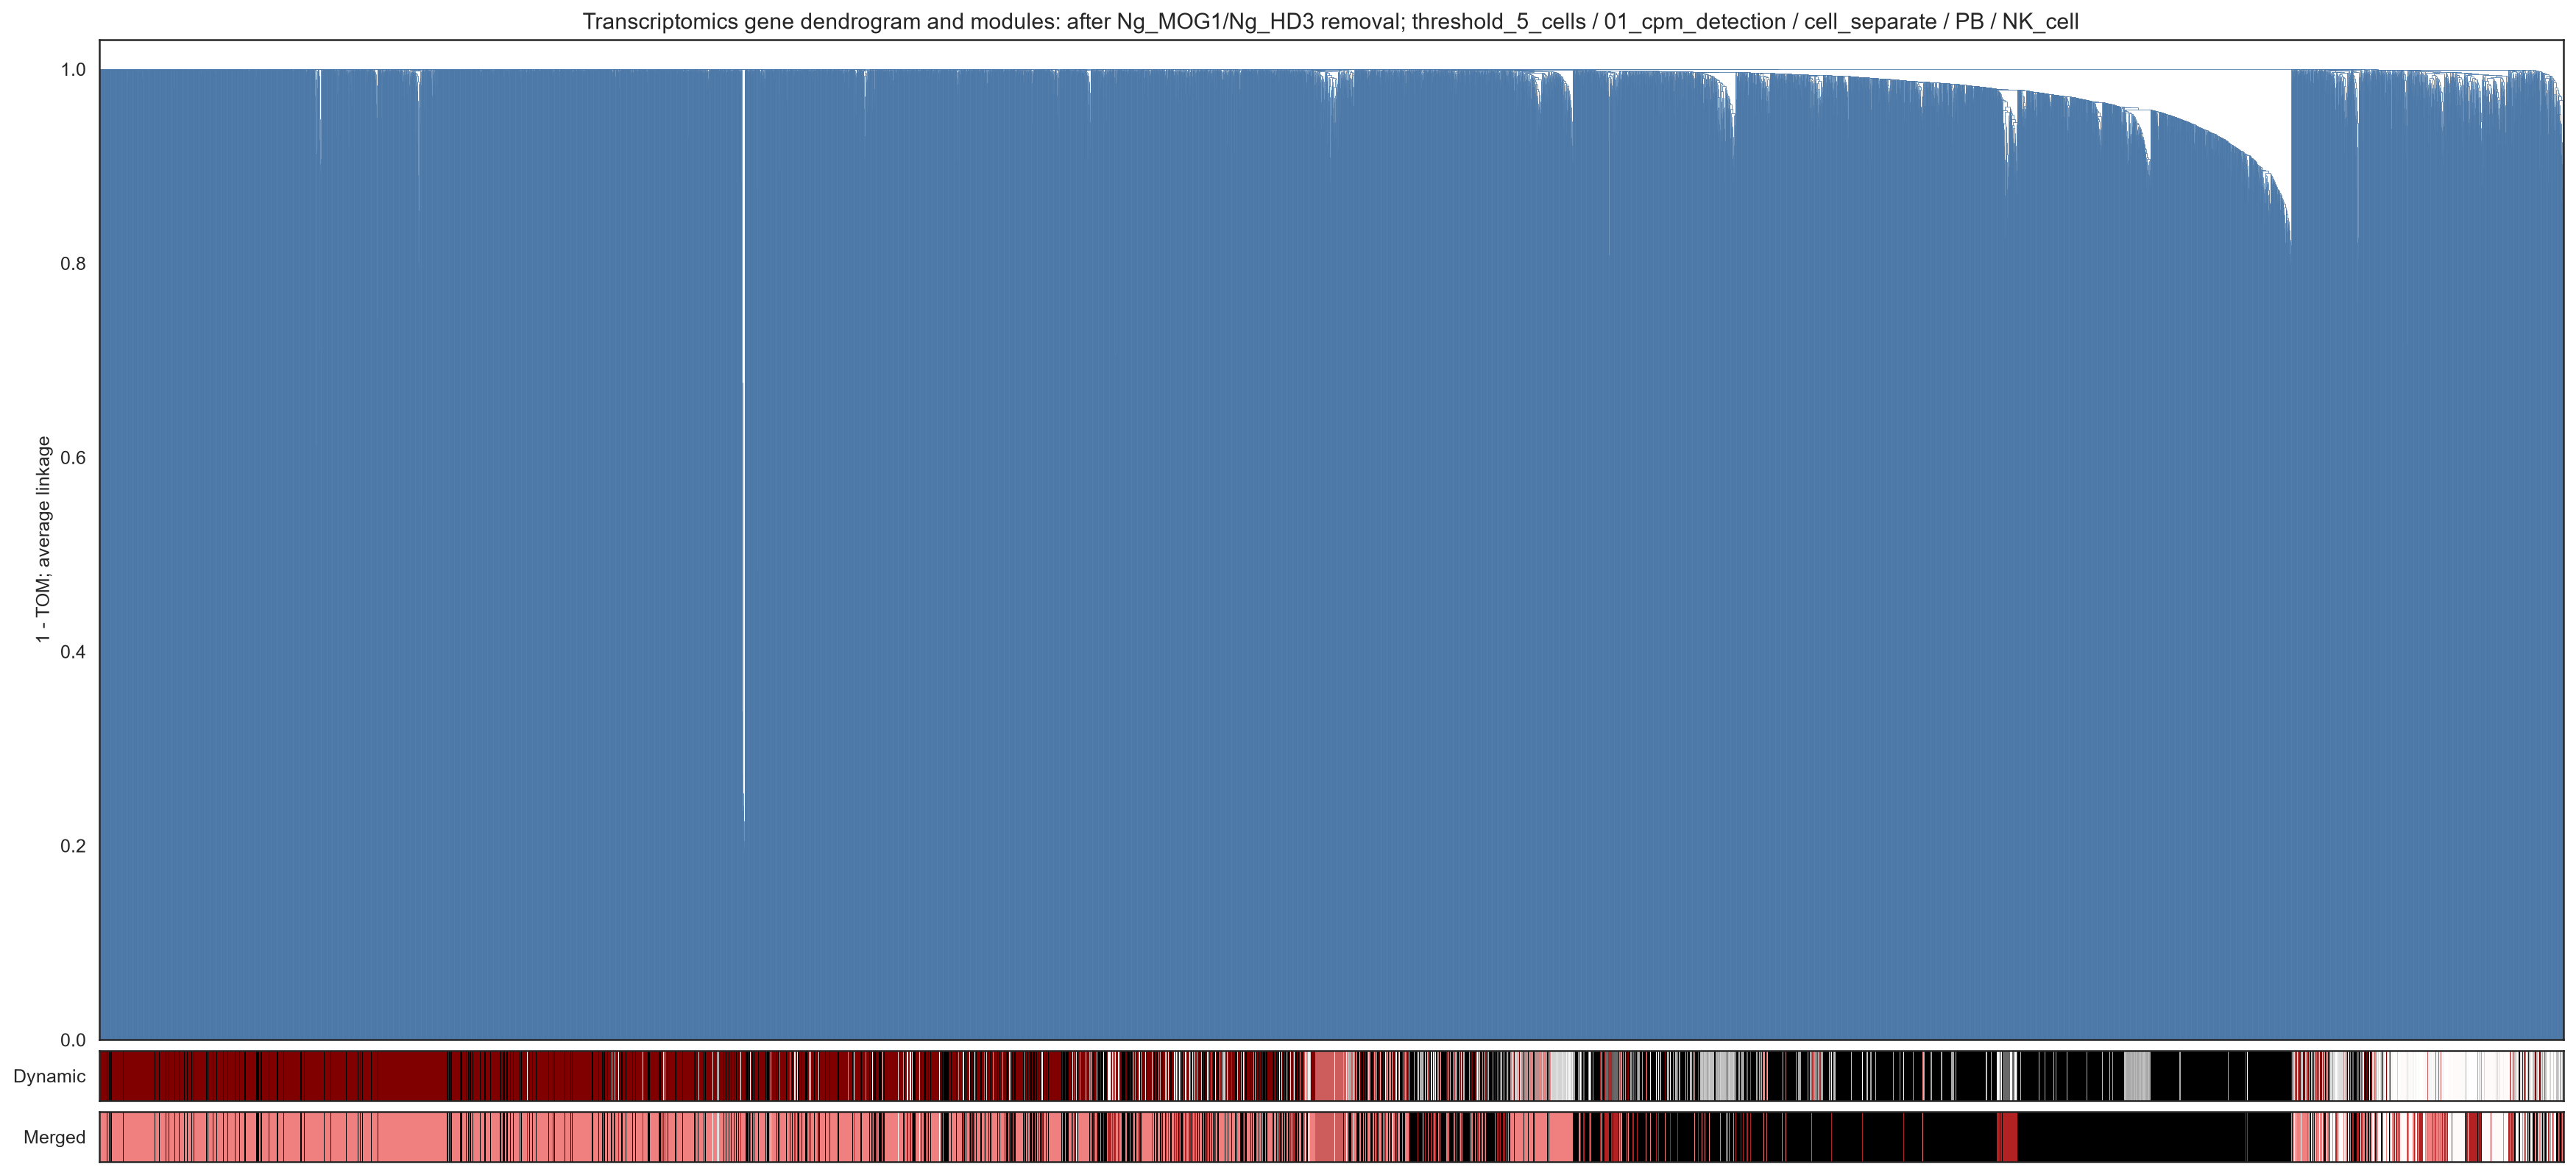 Transcriptomics gene dendrogram and modules: after Ng_MOG1/Ng_HD3 removal; threshold_5_cells / 01_cpm_detection / cell_separate / PB / NK_cell
1.0
0.8
0.6
0.4
0.2
0.0
1 - TOM; average linkage
Dynamic
Merged